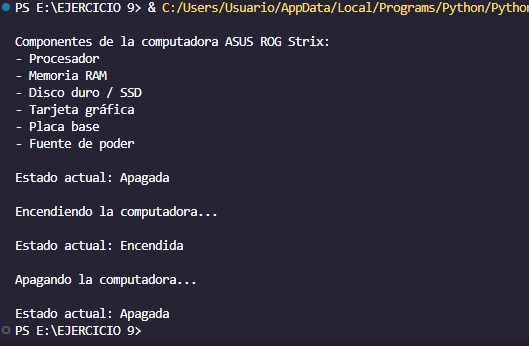 PS E:\EJERCICIO 9> & C:/Users/Usuario/AppData/Local/Programs/Python/Python
Componentes de la computadora ASUS ROG Strix:
- Procesador
- Memoria RAM
- Disco duro / SSD
- Tarjeta gráfica
- Placa base
- Fuente de poder
Estado actual: Apagada
Encendiendo la computadora...
Estado actual: Encendida
Apagando la computadora...
Estado actual: Apagada
PS E:\EJERCICIO 9>